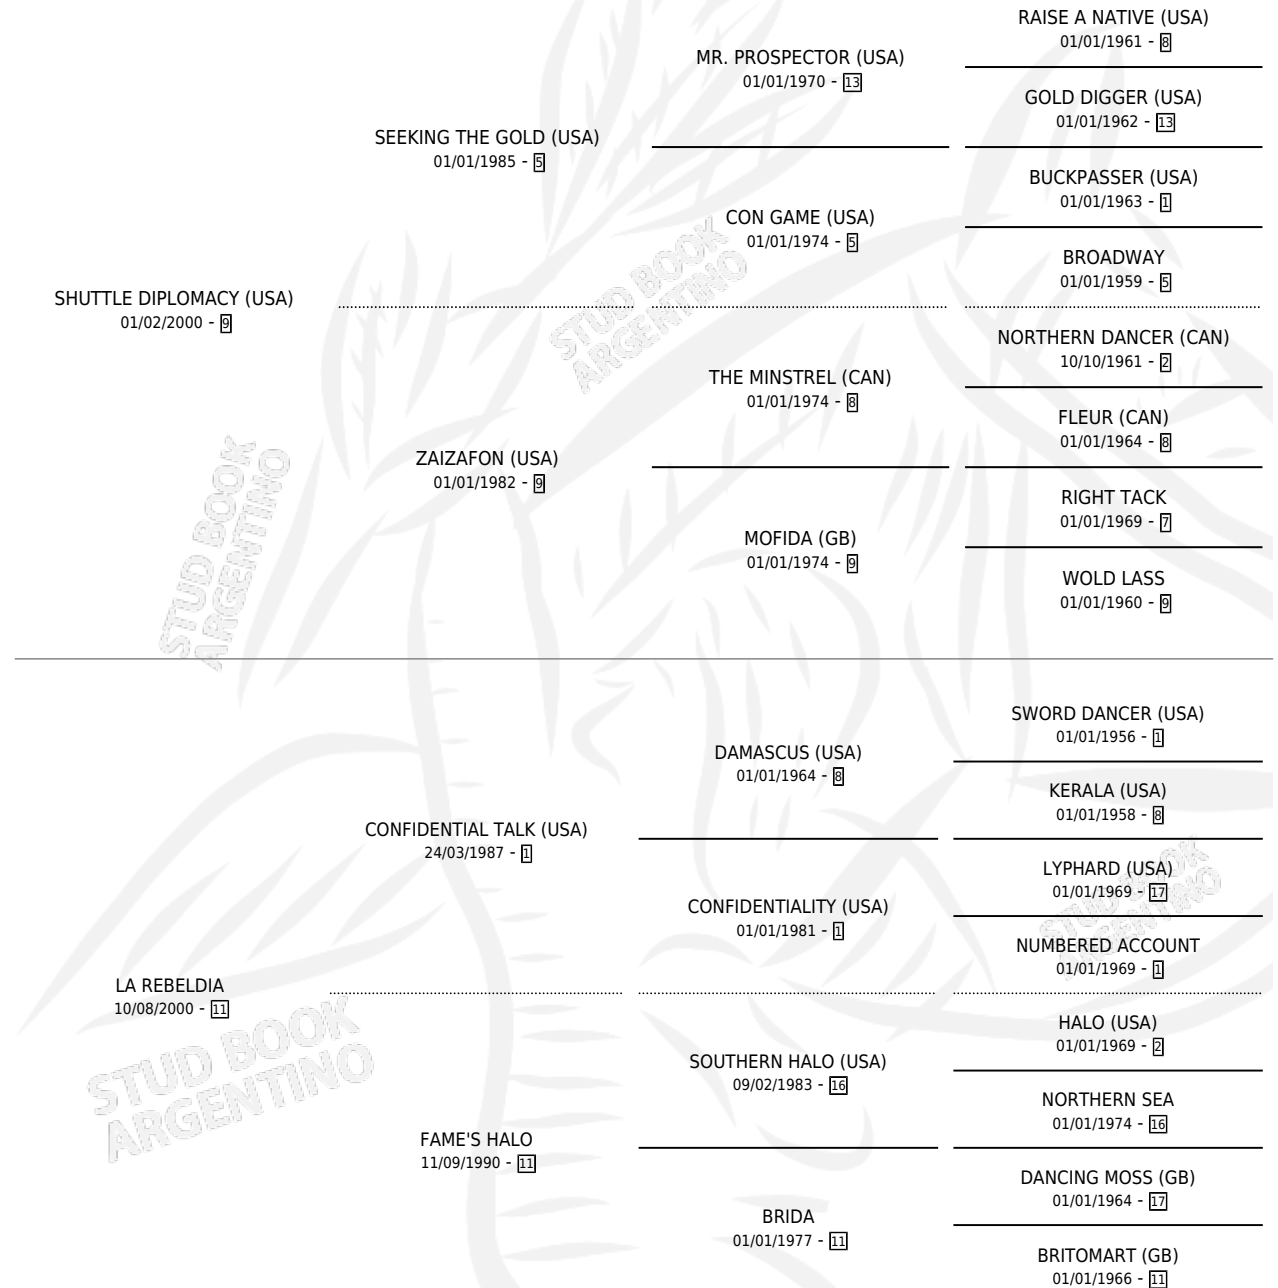 RAISE A NATIVE (USA)
01/01/1961 - 8
MR. PROSPECTOR (USA)
01/01/1970 - 13
GOLD DIGGER (USA)
01/01/1962 - 13
SEEKING THE GOLD (USA)
01/01/1985 - 5
BUCKPASSER (USA)
01/01/1963 - 1
CON GAME (USA)
01/01/1974 - 5
BROADWAY
01/01/1959 - 5
SHUTTLE DIPLOMACY (USA)
01/02/2000 - 9
STUD BOOK
ARGENTINO
NORTHERN DANCER (CAN)
10/10/1961 - 2
THE MINSTREL (CAN)
01/01/1974 - 8
FLEUR (CAN)
01/01/1964 - 8
ZAIZAFON (USA)
01/01/1982 - 9
RIGHT TACK
01/01/1969 - 7
MOFIDA (GB)
01/01/1974 - 9
WOLD LASS
01/01/1960 - 9
STUD BOOK
ARGENTINO
SWORD DANCER (USA)
01/01/1956 - 1
DAMASCUS (USA)
01/01/1964 - 8
KERALA (USA)
01/01/1958 - 8
CONFIDENTIAL TALK (USA)
24/03/1987 - 1
LYPHARD (USA)
01/01/1969 - 17
CONFIDENTIALITY (USA)
01/01/1981 - 1
STUD BOOK
ARGENTINO
NUMBERED ACCOUNT
01/01/1969 - 1
LA REBELDIA
10/08/2000 - 11
HALO (USA)
01/01/1969 - 2
SOUTHERN HALO (USA)
09/02/1983 - 16
STUD BOOK
ARGENTINO
NORTHERN SEA
01/01/1974 - 16
FAME'S HALO
11/09/1990 - 11
DANCING MOSS (GB)
01/01/1964 - 17
BRIDA
01/01/1977 - 11
BRITOMART (GB)
01/01/1966 - 11